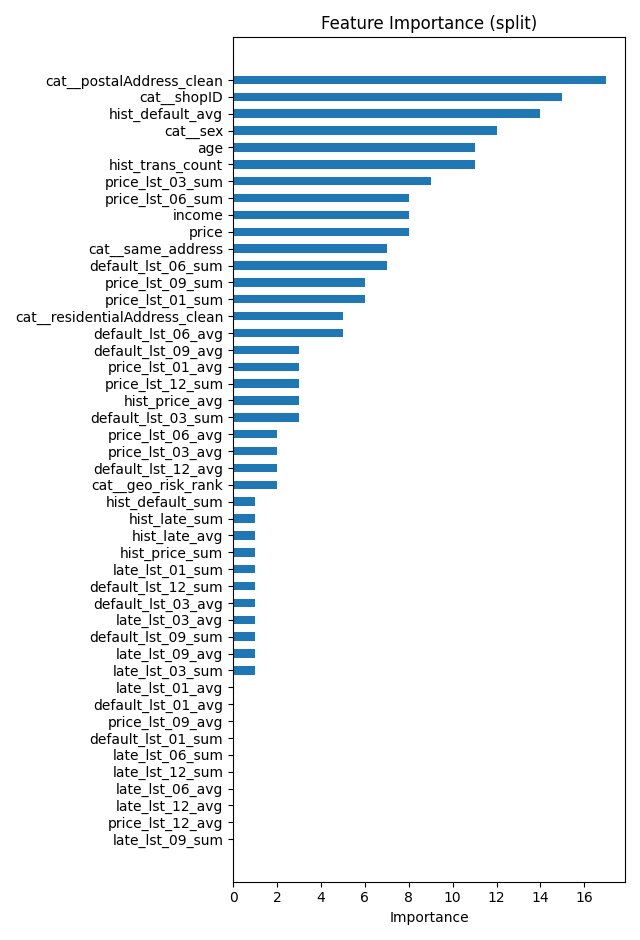 Feature Importance (split)
cat__postalAddress_clean
cat__shopID
hist_default_avg
cat__sex
age
hist_trans_count
price_lst_03_sum
price_lst_06_sum
income
price
cat__same_address
default_lst_06_sum
price_lst_09_sum
price_lst_01_sum
cat__residentialAddress_clean
default_lst_06_avg
default_lst_09_avg
price_lst_01_avg
price_lst_12_sum
hist_price_avg
default_lst_03_sum
price_lst_06_avg
price_lst_03_avg
default_lst_12_avg
cat__geo_risk_rank
hist_default_sum
hist_late_sum
hist_late_avg
hist_price_sum
late_lst_01_sum
default_lst_12_sum
default_lst_03_avg
late_lst_03_avg
default_lst_09_sum
late_lst_09_avg
late_lst_03_sum
late_lst_01_avg
default_lst_01_avg
price_lst_09_avg
default_lst_01_sum
late_lst_06_sum
late_lst_12_sum
late_lst_06_avg
late_lst_12_avg
price_lst_12_avg
late_lst_09_sum
0 2 4 6 8 10 12 14 16
Importance